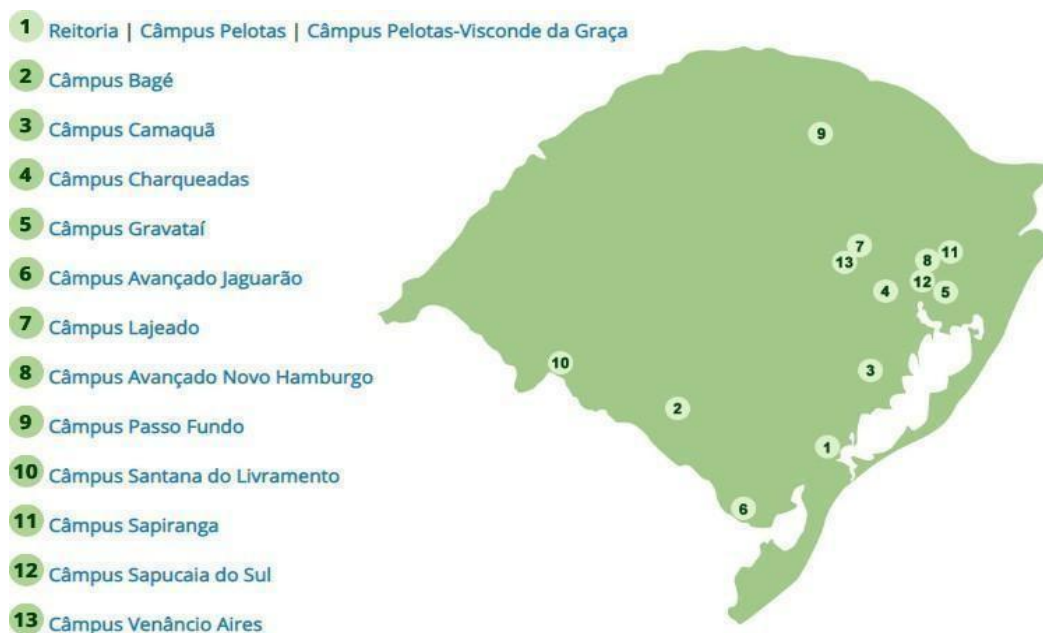 1 Reitoria | Câmpus Pelotas | Câmpus Pelotas-Visconde da Graça
2 Câmpus Bagé
3 Câmpus Camaquã
4 Câmpus Charqueadas
5 Câmpus Gravataí
6 Câmpus Avançado Jaguarão
7 Câmpus Lajeado
8 Câmpus Avançado Novo Hamburgo
9 Câmpus Passo Fundo
10 Câmpus Santana do Livramento
11 Câmpus Sapiranga
12 Câmpus Sapucaia do Sul
13 Câmpus Venâncio Aires
9
7
11
8
13
12
4
5
10
3
2
1
6